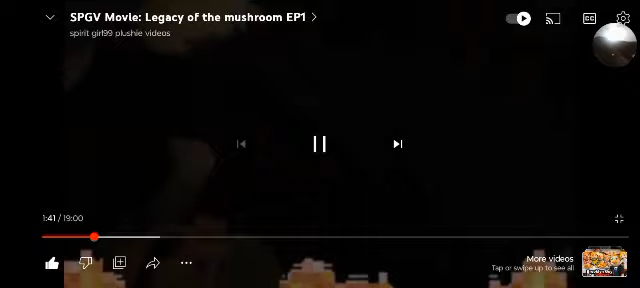 SPGV Movie: Legacy of the mushroom EP1
spirit girl99 plushie videos
CC
1:41 / 19:00
More videos
Tap or swipe up to see all